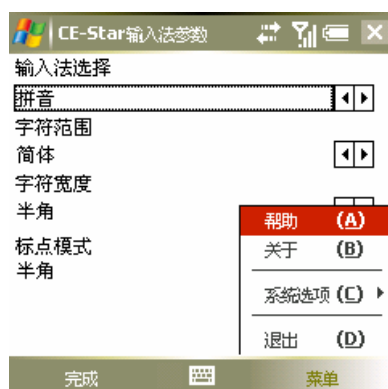 CE-Star输入法参数
输入法选择
拼音
字符范围
简体
字符宽度
半角
标点模式
半角
帮助 (A)
关于 (B)
系统选项 (C)
退出 (D)
完成
菜单